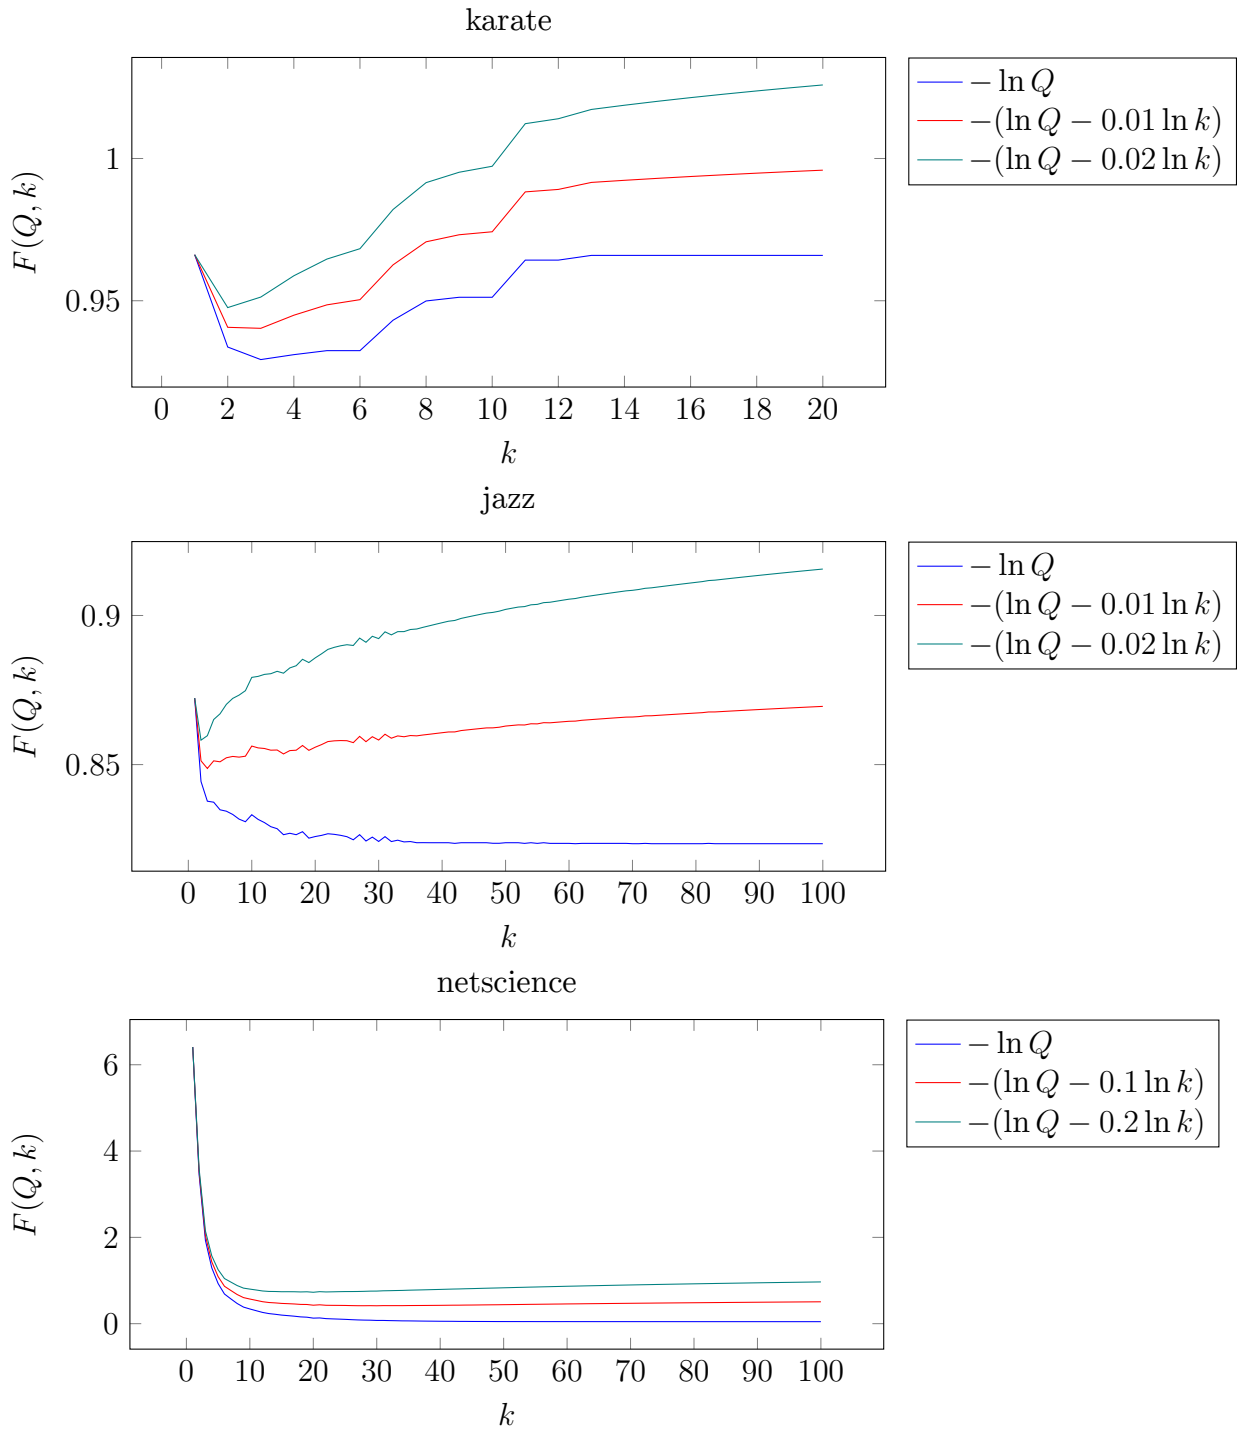 karate
F(Q, k)
1
0.95
0 2 4 6 8 10 12 14 16 18 20
k
− ln Q
−(ln Q − 0.01 ln k)
−(ln Q − 0.02 ln k)
jazz
F(Q, k)
0.9
0.85
0 10 20 30 40 50 60 70 80 90 100
k
− ln Q
−(ln Q − 0.01 ln k)
−(ln Q − 0.02 ln k)
netscience
F(Q, k)
6
4
2
0
0 10 20 30 40 50 60 70 80 90 100
k
− ln Q
−(ln Q − 0.1 ln k)
−(ln Q − 0.2 ln k)